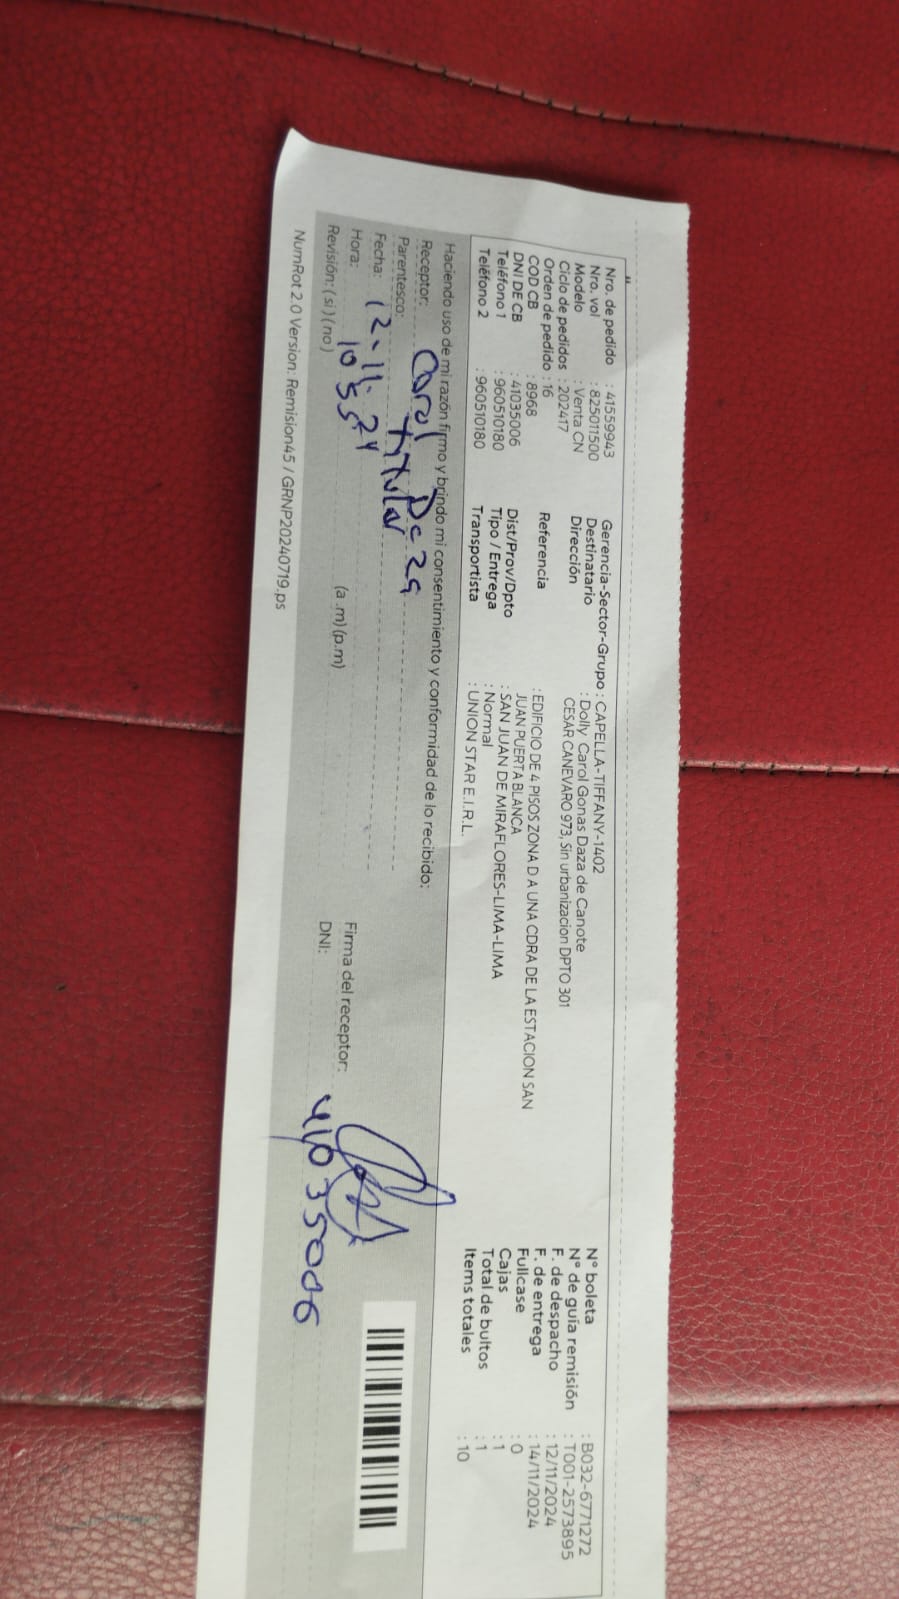 Nro. de pedido : 41559943
Nro. vol : 825011500
Modelo : Venta CN
Ciclo de pedidos : 202417
Orden de pedido : 16
COD CB : 8968
DNI DE CB : 41035006
Teléfono 1 : 960510180
Teléfono 2 : 960510180
Gerencia-Sector-Grupo : CAPELLA-TIFFANY-1402
Destinatario : Dolly Carol Gonas Daza de Canote
Dirección CESAR CANEVARO 973, Sin urbanizacion DPTO 301
Referencia : EDIFICIO DE 4 PISOS ZONA D A UNA CDRA DE LA ESTACION SAN
JUAN PUERTA BLANCA
Dist/Prov/Dpto : SAN JUAN DE MIRAFLORES-LIMA-LIMA
Tipo / Entrega : Normal
Transportista : UNION STAR E.I.R.L.
N° boleta : B032-6771272
N° de guía remisión : T001-2573895
F. de despacho : 12/11/2024
F. de entrega : 14/11/2024
Fullcase : 0
Cajas : 1
Total de bultos : 1
Items totales : 10
Haciendo uso de mi razón firmo y brindo mi consentimiento y conformidad de lo recibido:
Receptor: Carol Daza
Parentesco: titular
Fecha: 12-11-24
Hora: 10 55 (a .m) (p.m)
Revisión: ( si ) ( no )
Firma del receptor:
DNI: 41035006
NumRot 2.0 Version: Remision45 / GRNP20240719.ps